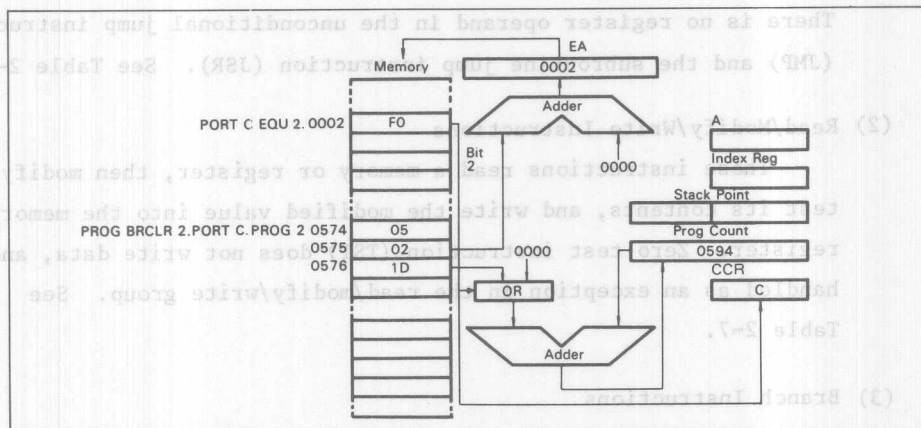 There is no register operand in the unconditional jump instruc
(JMP) and the subroutine jump instruction (JSR). See Table 2-
EA
Memory
0002
Adder
PORT C EQU 2. 0002
F0
A
(2) Read/Modify/Write Instructions
Bit
2
0000
Index Reg
These instructions read a memory or register, then modify
Stack Point
test its contents, and write the modified value into the memor
Prog Count
PROG BRCLR 2.PORT C.PROG 2 0574
05
0594
0575
02
0000
register. Zero test instruction (TST) does not write data, an
0576
1D
CCR
OR
C
handled as an exception in the read/modify/write group. See
Table 2-7.
Adder
(3) Branch Instructions